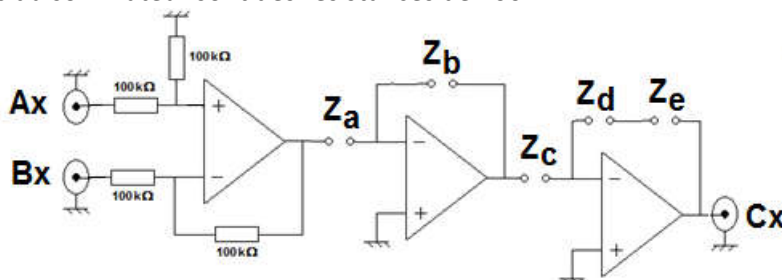 100kΩ
Z_b
Z_d Z_e
Ax
100kΩ
Z_a
Z_c
+
−
−
−
Bx
100kΩ
+
Cx
+
100kΩ